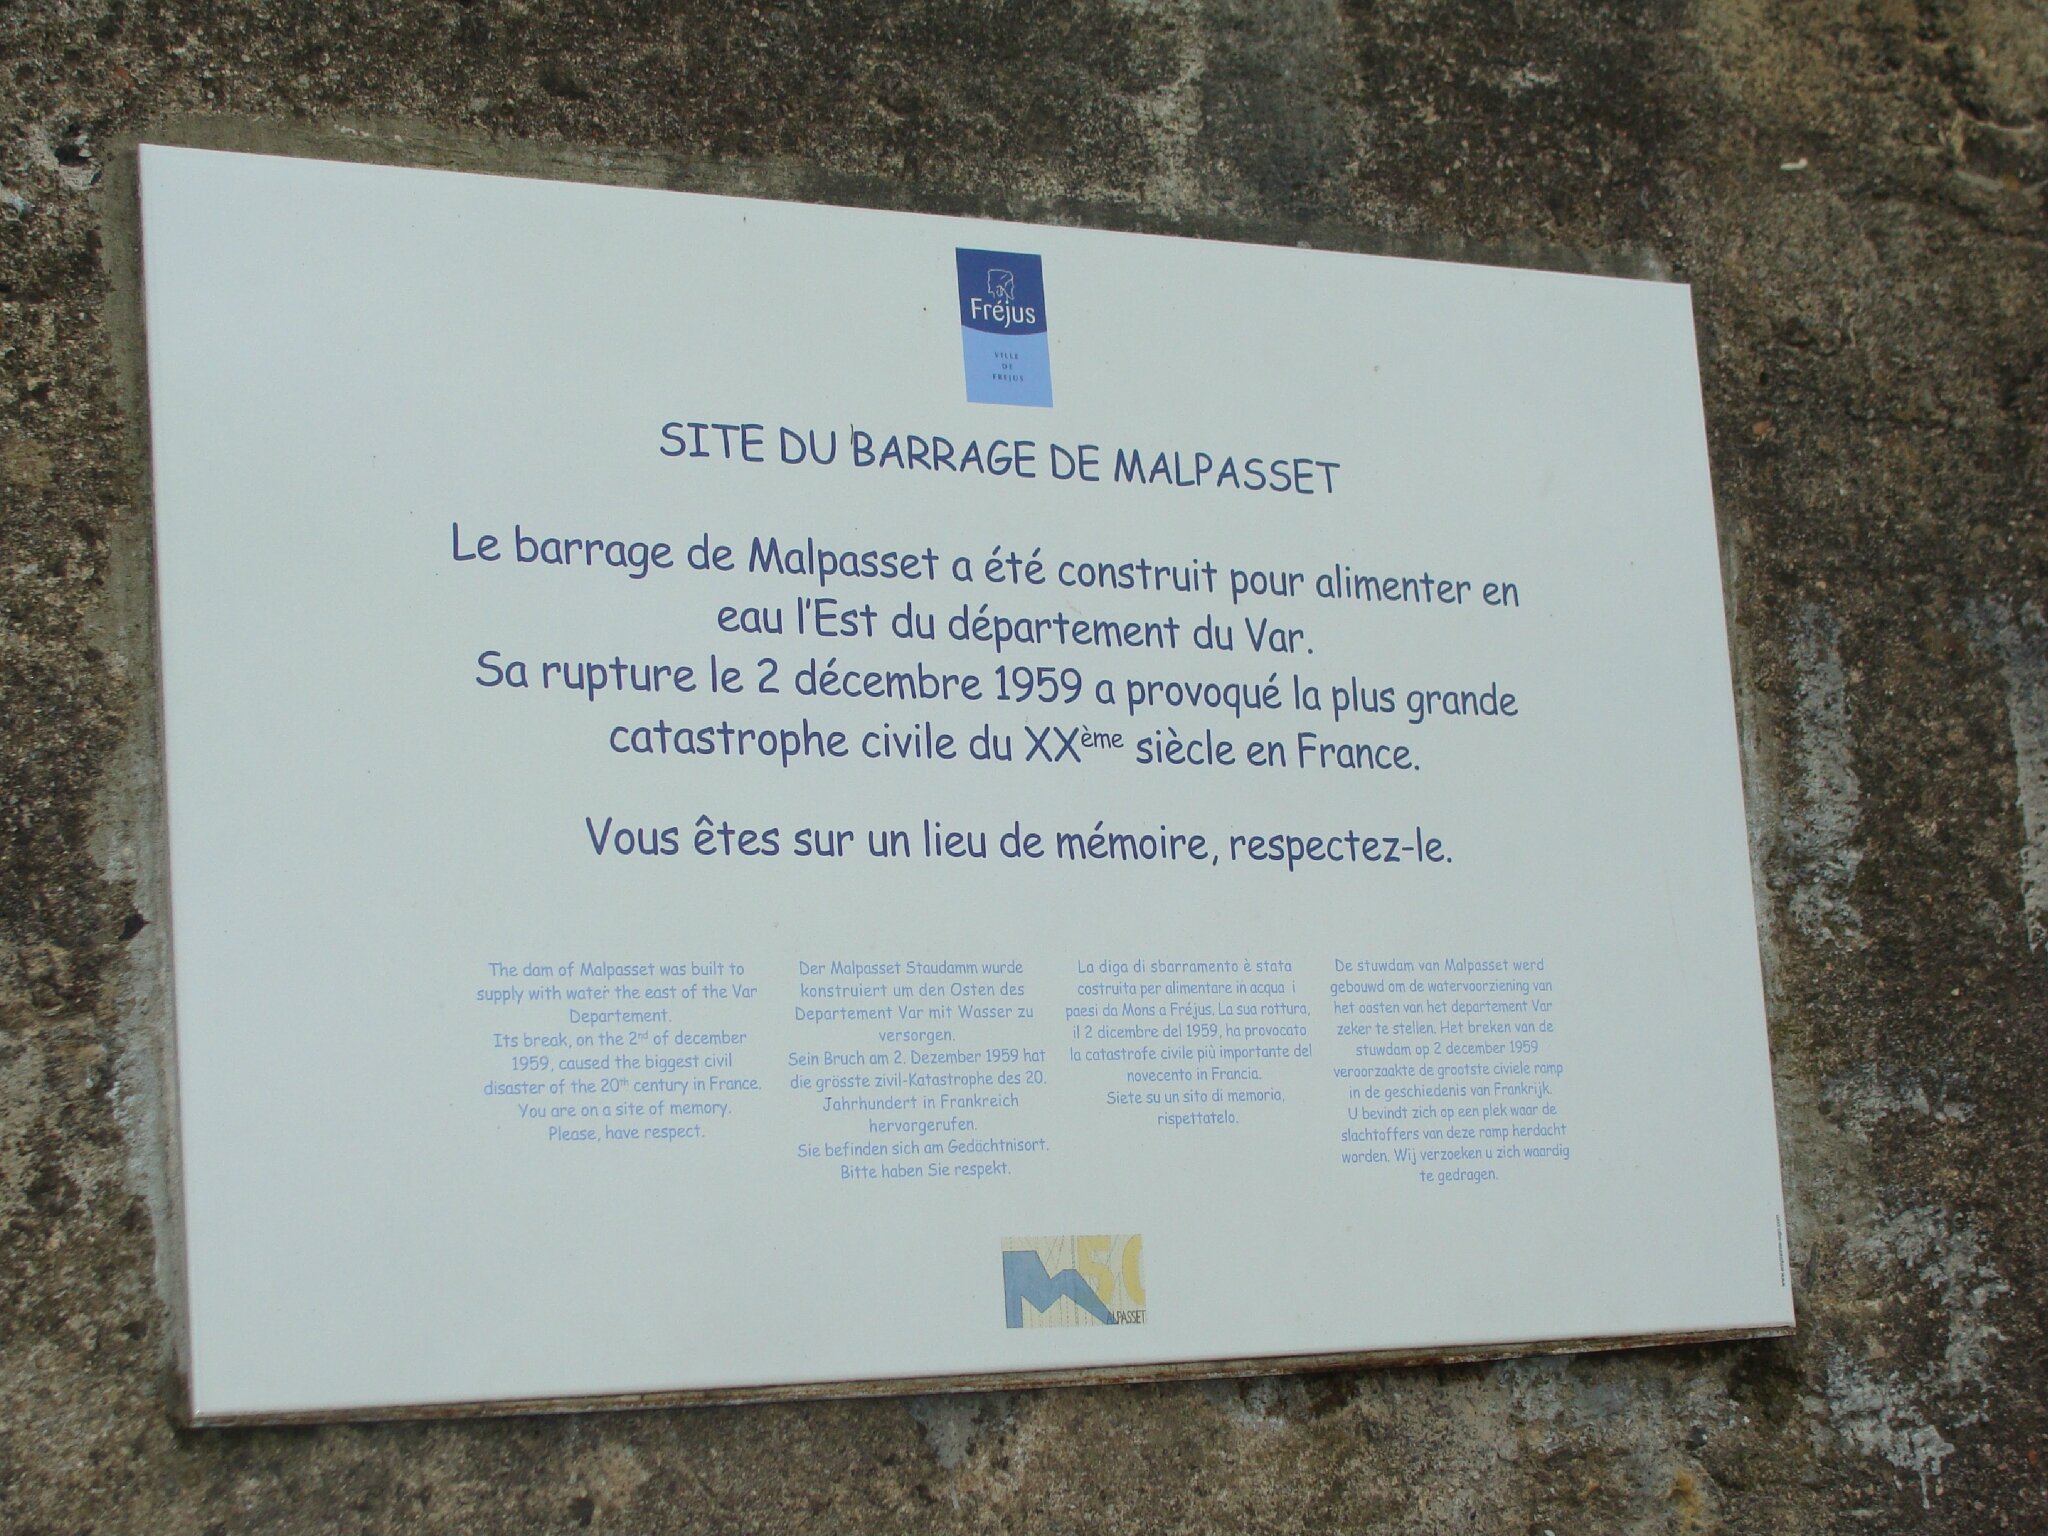 Fréjus
VILLE
DE
FRÉJUS
SITE DU BARRAGE DE MALPASSET
Le barrage de Malpasset a été construit pour alimenter en
eau l'Est du département du Var.
Sa rupture le 2 décembre 1959 a provoqué la plus grande
catastrophe civile du XXème siècle en France.
Vous êtes sur un lieu de mémoire, respectez-le.
The dam of Malpasset was built to
supply with water the east of the Var
Departement.
Its break, on the 2nd of december
1959, caused the biggest civil
disaster of the 20th century in France.
You are on a site of memory.
Please, have respect.
Der Malpasset Staudamm wurde
konstruiert um den Osten des
Departement Var mit Wasser zu
versorgen.
Sein Bruch am 2. Dezember 1959 hat
die grösste zivil-Katastrophe des 20.
Jahrhundert in Frankreich
hervorgerufen.
Sie befinden sich am Gedächtnisort.
Bitte haben Sie respekt.
La diga di sbarramento è stata
costruita per alimentare in acqua i
paesi da Mons a Fréjus. La sua rottura,
il 2 dicembre del 1959, ha provocato
la catastrofe civile più importante del
novecento in Francia.
Siete su un sito di memoria,
rispettatelo.
De stuwdam van Malpasset werd
gebouwd om de watervoorziening van
het oosten van het departement Var
zeker te stellen. Het breken van de
stuwdam op 2 december 1959
veroorzaakte de grootste civiele ramp
in de geschiedenis van Frankrijk.
U bevindt zich op een plek waar de
slachtoffers van deze ramp herdacht
worden. Wij verzoeken u zich waardig
te gedragen.
50
MALPASSET